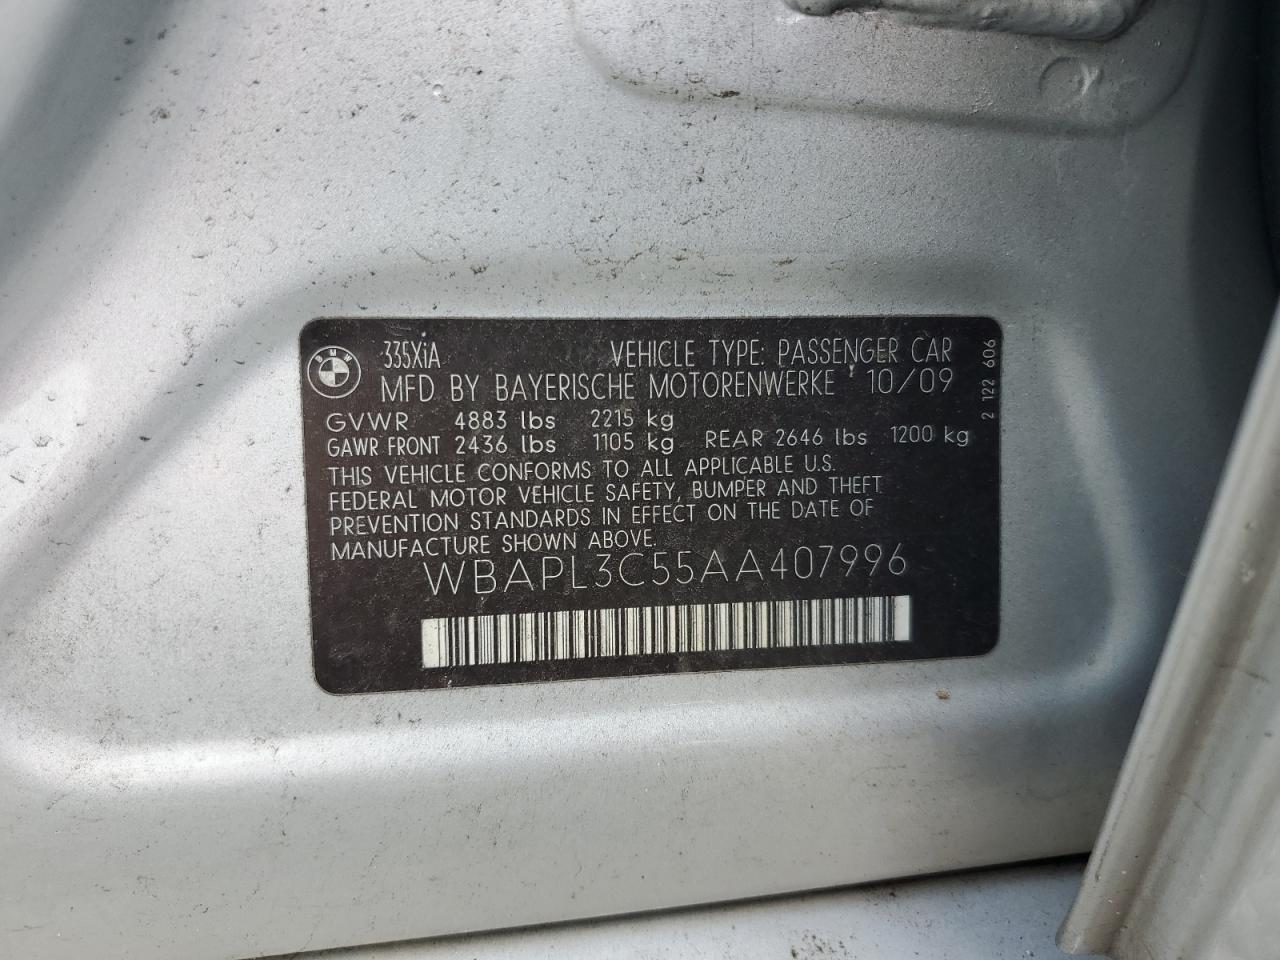 BMW
335XiA VEHICLE TYPE: PASSENGER CAR
MFD BY BAYERISCHE MOTORENWERKE 10/09
GVWR 4883 lbs 2215 kg
GAWR FRONT 2436 lbs 1105 kg REAR 2646 lbs 1200 kg
THIS VEHICLE CONFORMS TO ALL APPLICABLE U.S.
FEDERAL MOTOR VEHICLE SAFETY, BUMPER AND THEFT
PREVENTION STANDARDS IN EFFECT ON THE DATE OF
MANUFACTURE SHOWN ABOVE.
WBAPL3C55AA407996
2 122 606